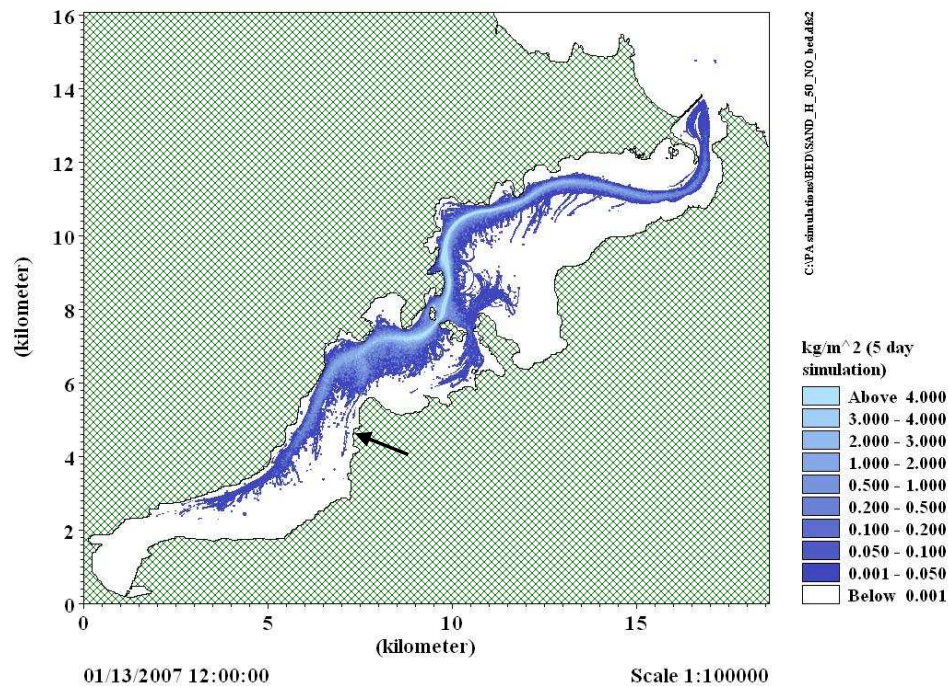 16
14
12
10
8
6
4
2
0
(kilometer)
0 5 10 15
(kilometer)
01/13/2007 12:00:00 Scale 1:100000
C:\PA simulations\BED\SAND_H_50_NO_bed.dfs2
kg/m^2 (5 day
simulation)
Above 4.000
3.000 - 4.000
2.000 - 3.000
1.000 - 2.000
0.500 - 1.000
0.200 - 0.500
0.100 - 0.200
0.050 - 0.100
0.001 - 0.050
Below 0.001